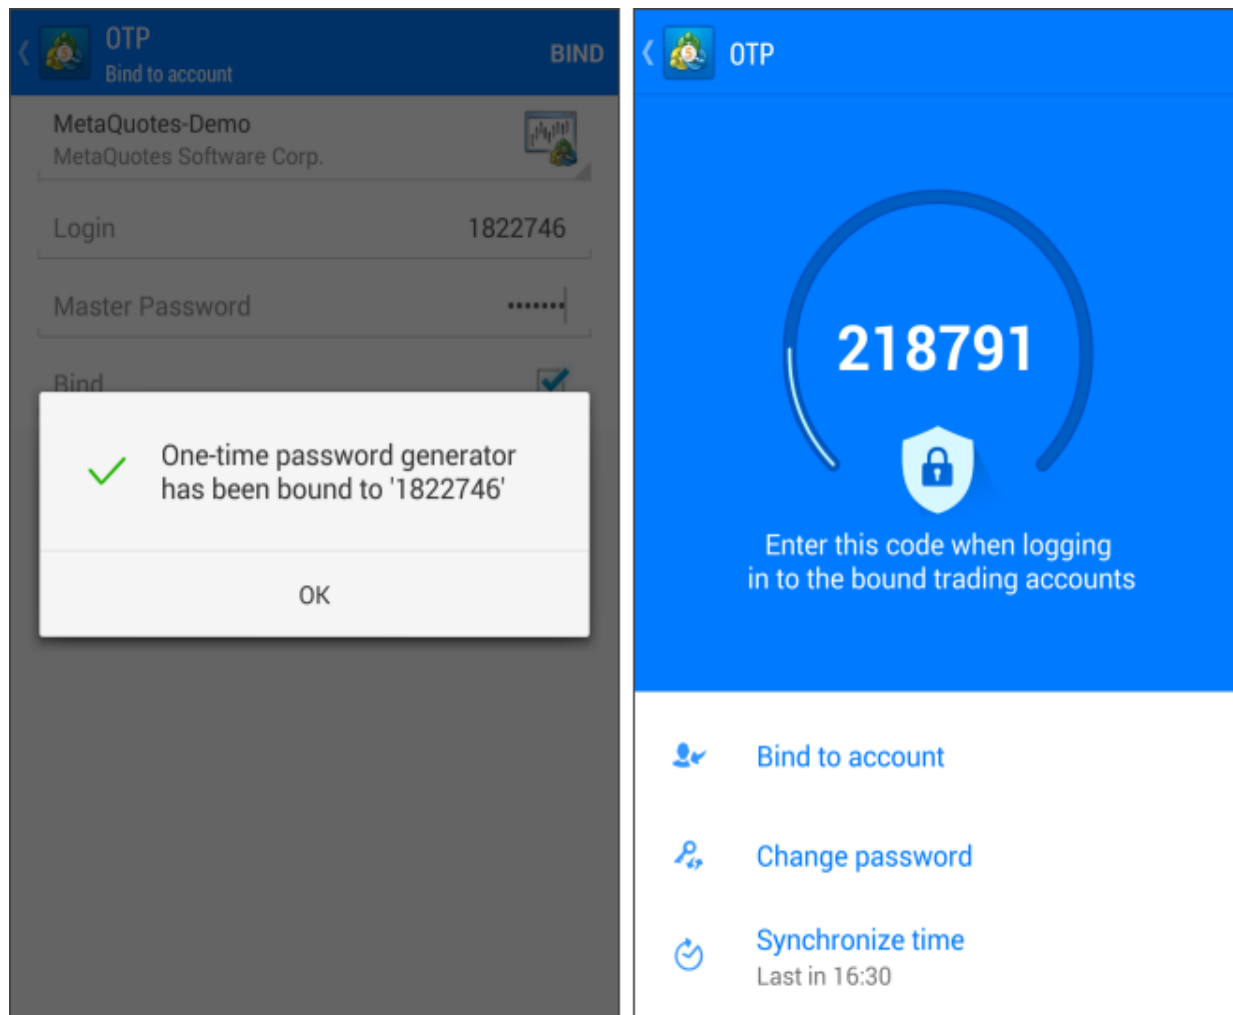 OTP
Bind to account
BIND
MetaQuotes-Demo
MetaQuotes Software Corp.
Login
1822746
Master Password
•••••••
Bind
One-time password generator
has been bound to '1822746'
OK
OTP
218791
Enter this code when logging
in to the bound trading accounts
Bind to account
Change password
Synchronize time
Last in 16:30